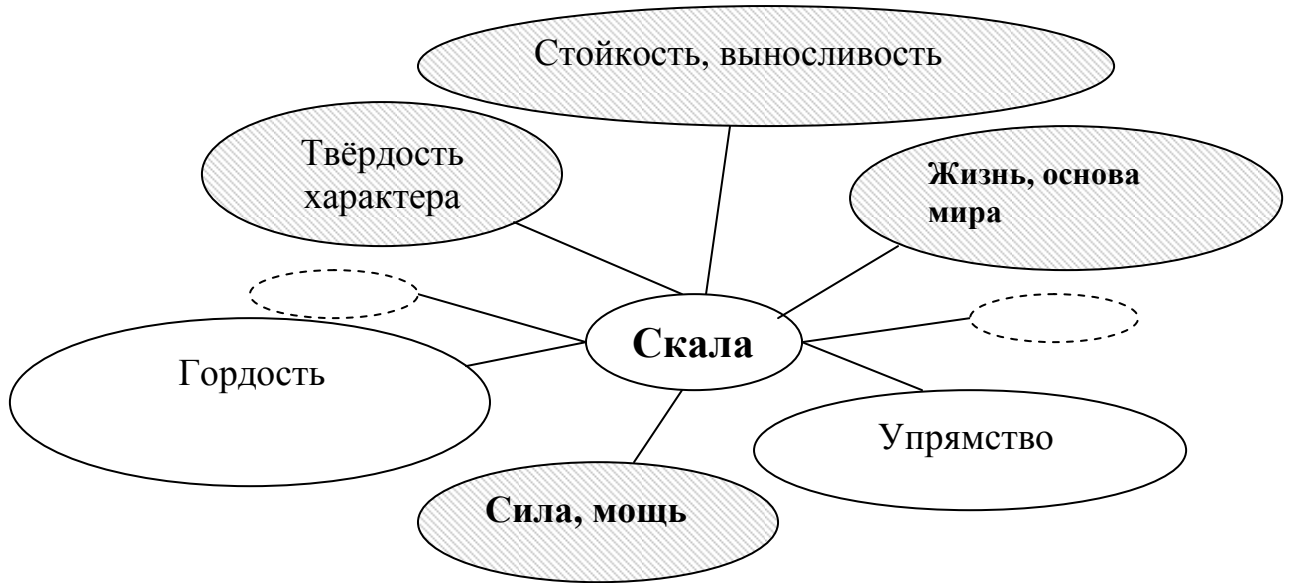 Стойкость, выносливость
Твёрдость
характера
Жизнь, основа
мира
Скала
Гордость
Упрямство
Сила, мощь